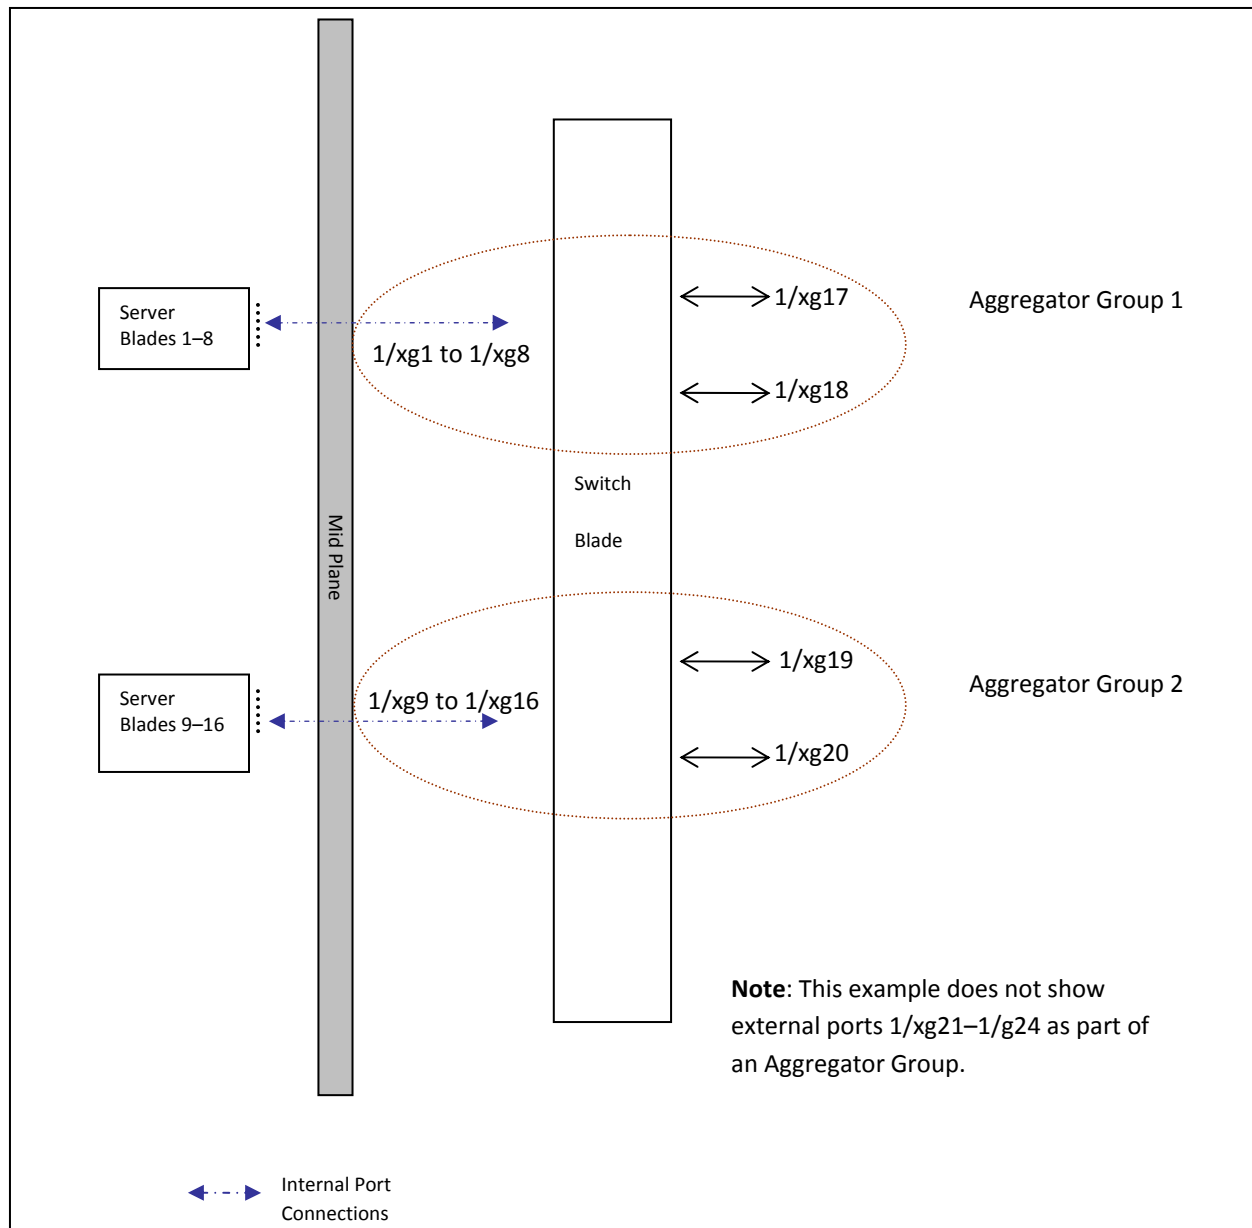 1/xg17
Aggregator Group 1
Server
Blades 1–8
1/xg1 to 1/xg8
1/xg18
Switch
Blade
Mid Plane
1/xg19
Aggregator Group 2
Server
Blades 9–16
1/xg9 to 1/xg16
1/xg20
Note: This example does not show
external ports 1/xg21–1/g24 as part of
an Aggregator Group.
Internal Port
Connections